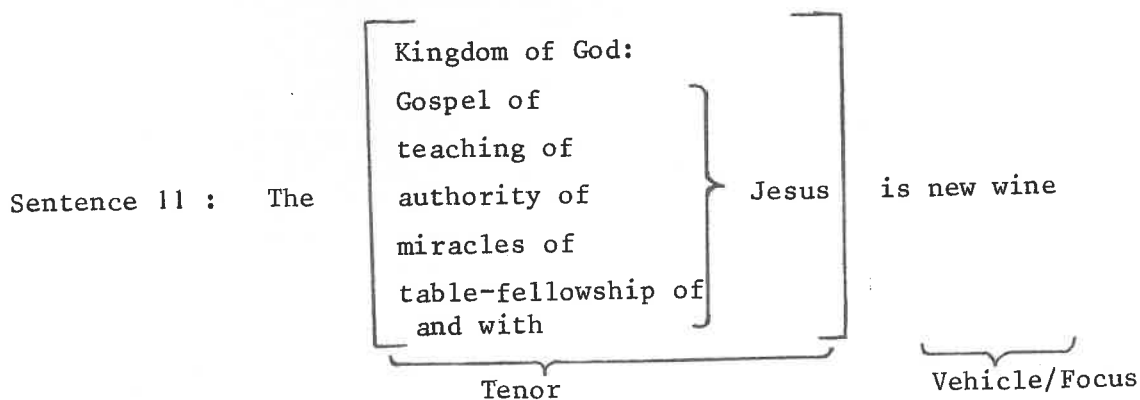 Kingdom of God:
Gospel of
teaching of
Sentence 11 : The authority of Jesus is new wine
miracles of
table-fellowship of
and with
Tenor
Vehicle/Focus